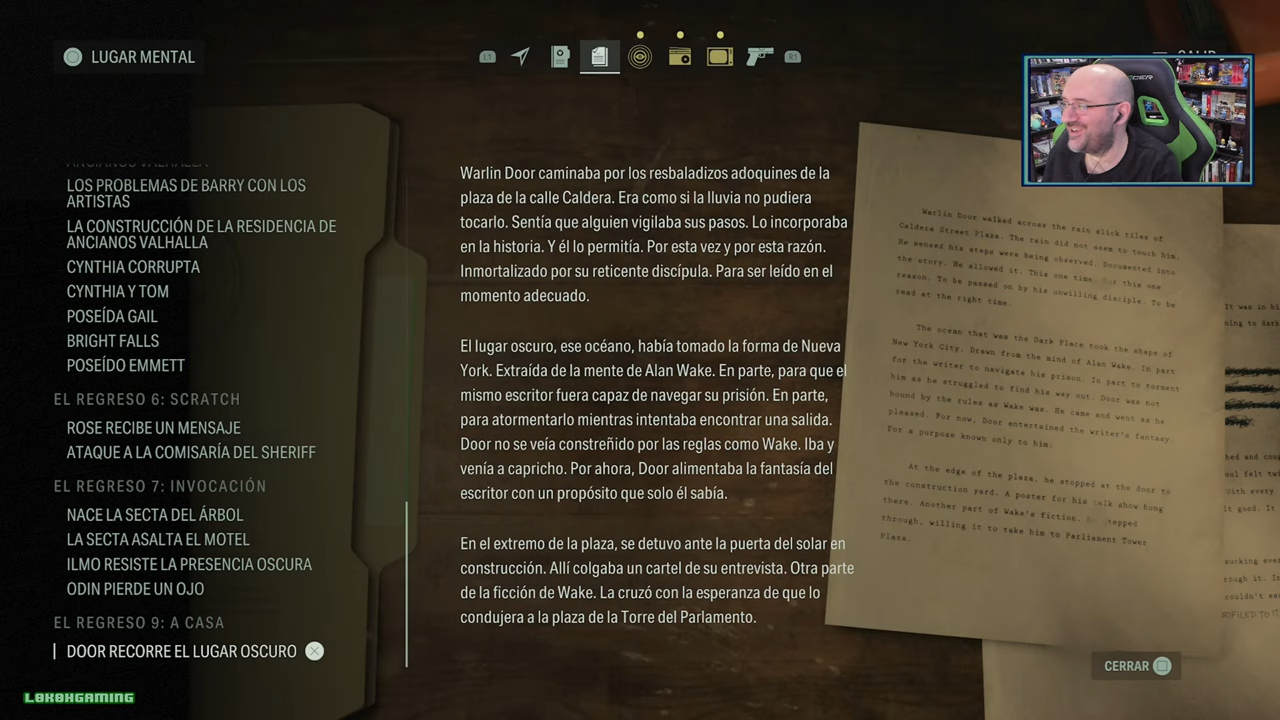 LUGAR MENTAL
L1
R1
SALIR
ANCIANOS VALHALLA
LOS PROBLEMAS DE BARRY CON LOS
ARTISTAS
LA CONSTRUCCIÓN DE LA RESIDENCIA DE
ANCIANOS VALHALLA
CYNTHIA CORRUPTA
CYNTHIA Y TOM
POSEÍDA GAIL
BRIGHT FALLS
POSEÍDO EMMETT
EL REGRESO 6: SCRATCH
ROSE RECIBE UN MENSAJE
ATAQUE A LA COMISARÍA DEL SHERIFF
EL REGRESO 7: INVOCACIÓN
NACE LA SECTA DEL ÁRBOL
LA SECTA ASALTA EL MOTEL
ILMO RESISTE LA PRESENCIA OSCURA
ODIN PIERDE UN OJO
EL REGRESO 9: A CASA
DOOR RECORRE EL LUGAR OSCURO
LOKOXGAMING
Warlin Door caminaba por los resbaladizos adoquines de la
plaza de la calle Caldera. Era como si la lluvia no pudiera
tocarlo. Sentía que alguien vigilaba sus pasos. Lo incorporaba
en la historia. Y él lo permitía. Por esta vez y por esta razón.
Inmortalizado por su reticente discípula. Para ser leído en el
momento adecuado.
El lugar oscuro, ese océano, había tomado la forma de Nueva
York. Extraída de la mente de Alan Wake. En parte, para que el
mismo escritor fuera capaz de navegar su prisión. En parte,
para atormentarlo mientras intentaba encontrar una salida.
Door no se veía constreñido por las reglas como Wake. Iba y
venía a capricho. Por ahora, Door alimentaba la fantasía del
escritor con un propósito que solo él sabía.
En el extremo de la plaza, se detuvo ante la puerta del solar en
construcción. Allí colgaba un cartel de su entrevista. Otra parte
de la ficción de Wake. La cruzó con la esperanza de que lo
condujera a la plaza de la Torre del Parlamento.
Warlin Door walked across the rain slick tiles of
Caldera Street Plaza. The rain did not seem to touch him.
He sensed his steps were being observed. Documented into
the story. He allowed it. This one time. For this one
reason. To be passed on by his unwilling disciple. To be
read at the right time.
The ocean that was the Dark Place took the shape of
New York City. Drawn from the mind of Alan Wake. In part
for the writer to navigate his prison. In part to torment
him as he struggled to find his way out. Door was not
bound by the rules as Wake was. He came and went as he
pleased. For now, Door entertained the writer's fantasy.
For a purpose known only to him.
At the edge of the plaza, he stopped at the door to
the construction yard. A poster for his talk show hung
there. Another part of Wake's fiction. stepped
through, willing it to take him to Parliament Tower
Plaza.
It was in hi
ning to dark
CERRAR